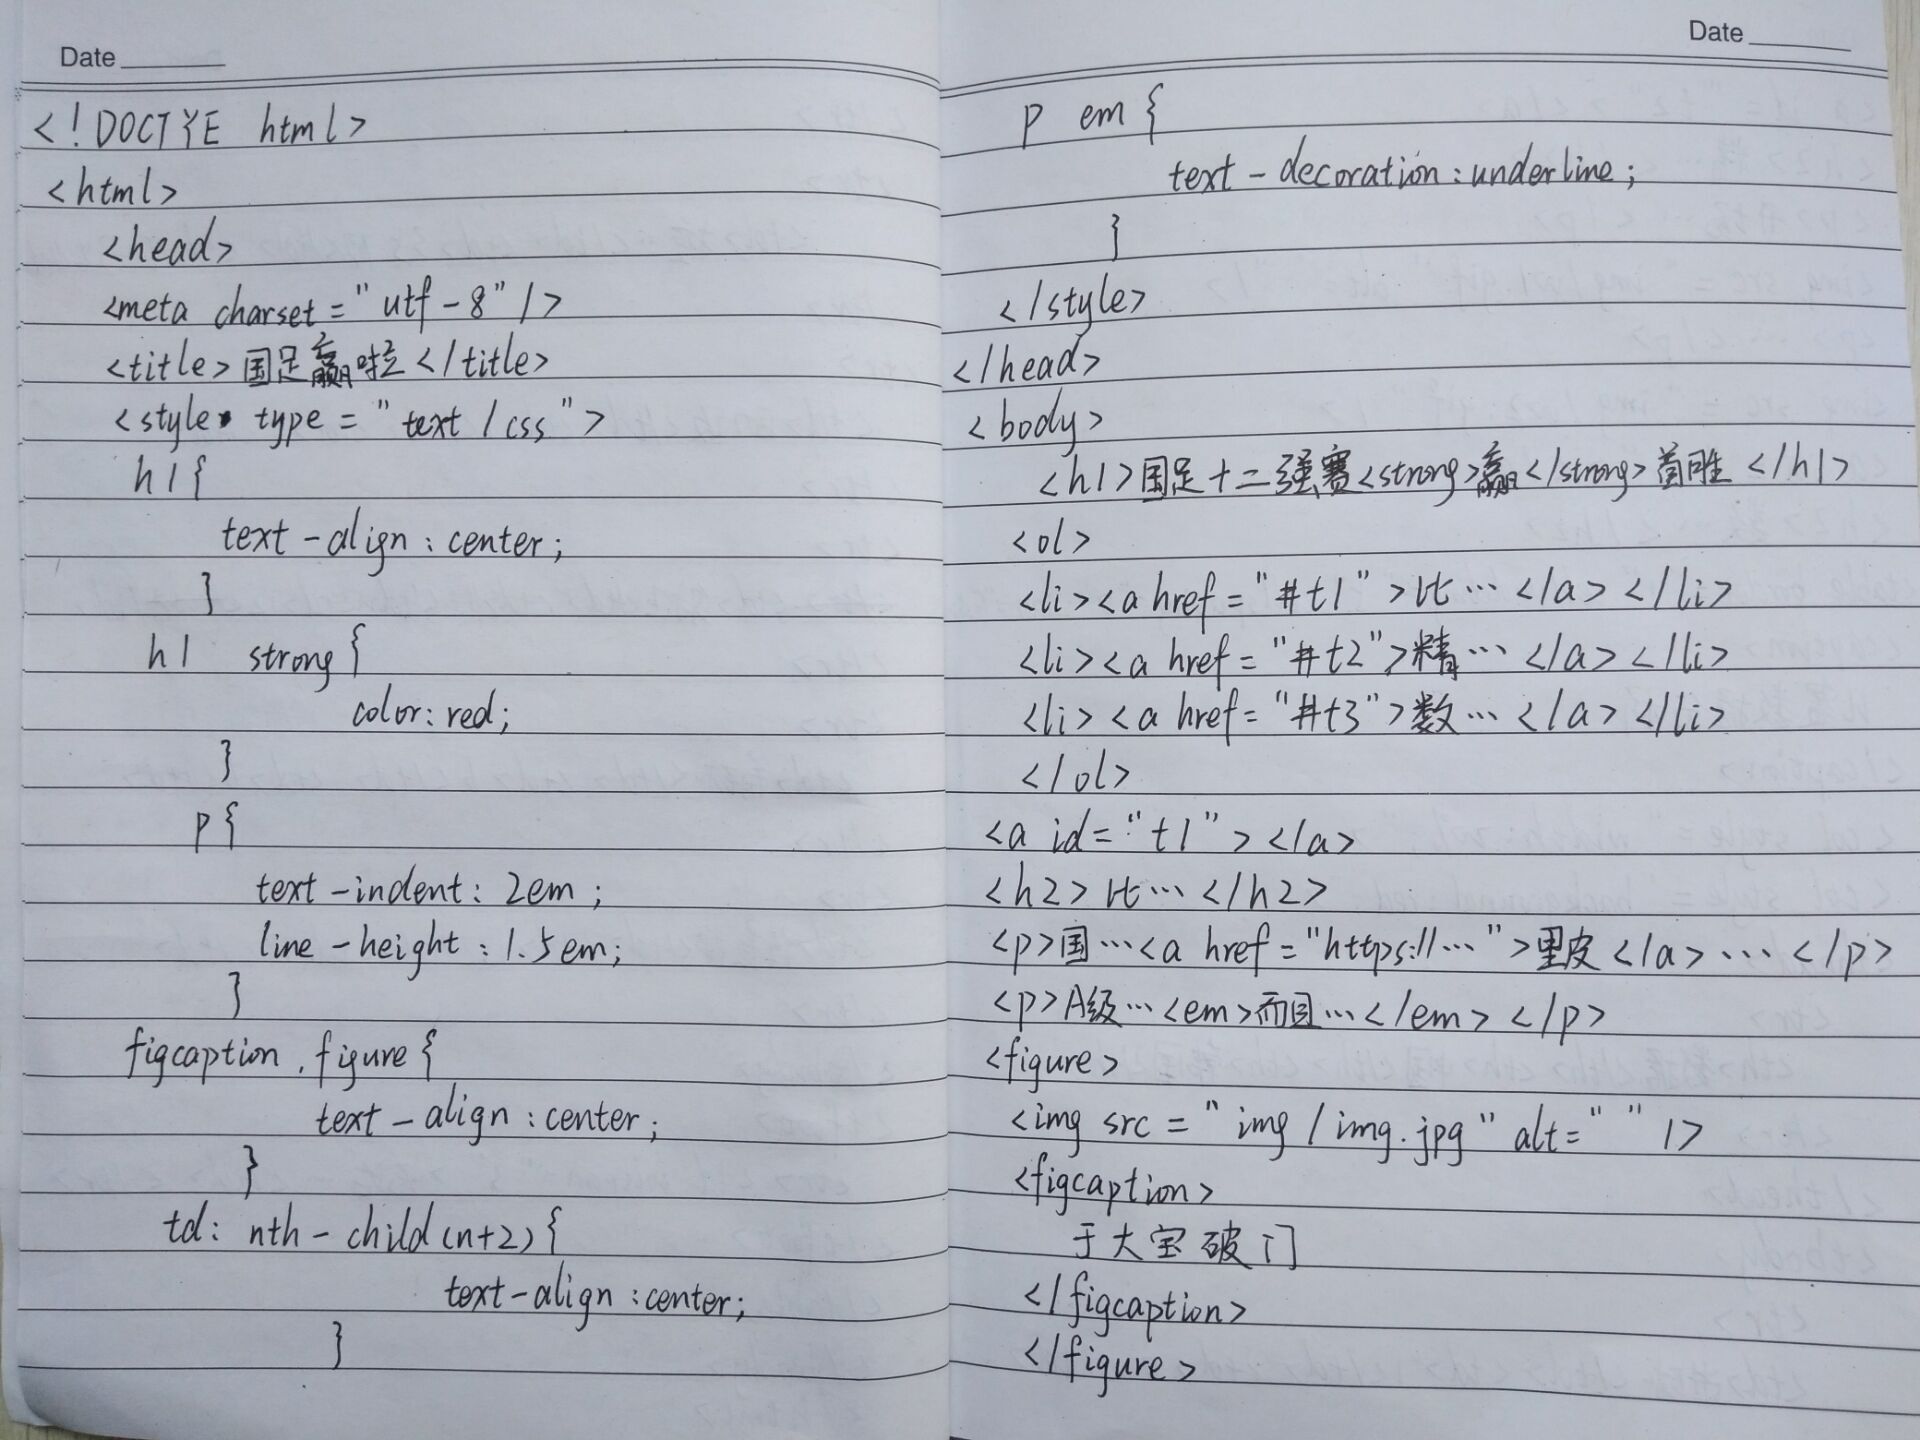 Date
<!DOCTYE html>
<html>
<head>
<meta charset="utf-8"/>
<title>国足赢啦</title>
<style type="text/css">
h1{
text-align:center;
}
h1 strong{
color:red;
}
p{
text-indent:2em;
line-height:1.5em;
}
figcaption,figure{
text-align:center;
}
td:nth-child(n+2){
text-align:center;
}
Date
p em{
text-decoration:underline;
}
</style>
</head>
<body>
<h1>国足十二强赛<strong>赢</strong>首胜</h1>
<ol>
<li><a href="#t1">比…</a></li>
<li><a href="#t2">精…</a></li>
<li><a href="#t3">数…</a></li>
</ol>
<a id="t1"></a>
<h2>比…</h2>
<p>国…<a href="https://…">里皮</a>…</p>
<p>A级…<em>而且…</em></p>
<figure>
<img src="img/img.jpg" alt=" "/>
<figcaption>
于大宝破门
</figcaption>
</figure>